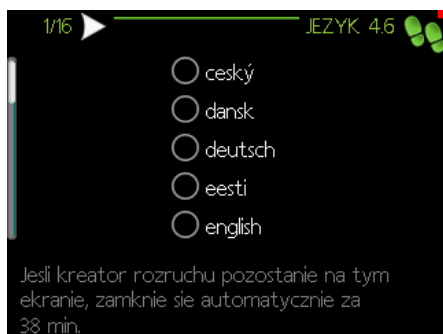 1/16 JEZYK 4.6
ceský
dansk
deutsch
eesti
english
Jesli kreator rozruchu pozostanie na tym
ekranie, zamknie sie automatycznie za
38 min.